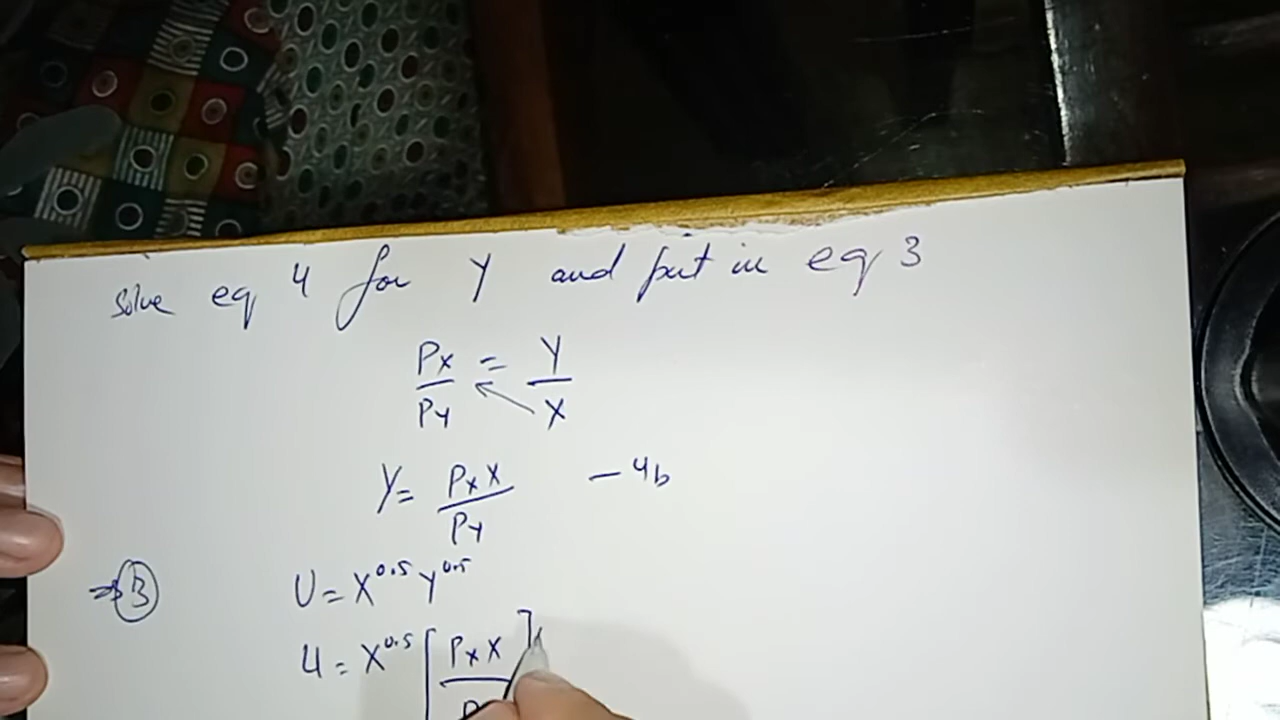 solve eq 4 for Y and put in eq 3
Px/Py = Y/X
Y = PxX/Py — 4b
⇒ ③ U = X^0.5 Y^0.5
U = X^0.5 [PxX/P]